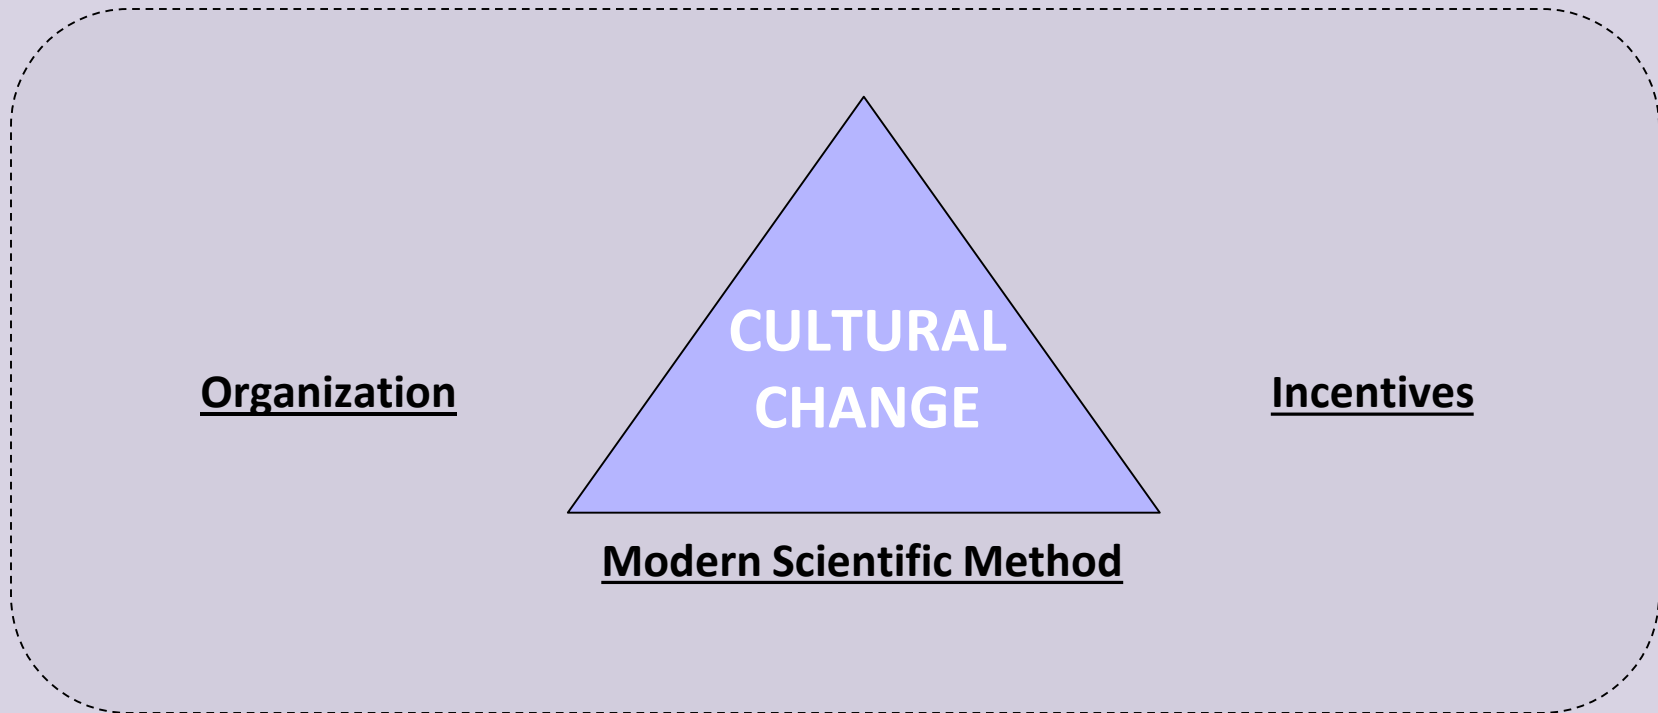 CULTURAL
CHANGE
Organization
Incentives
Modern Scientific Method